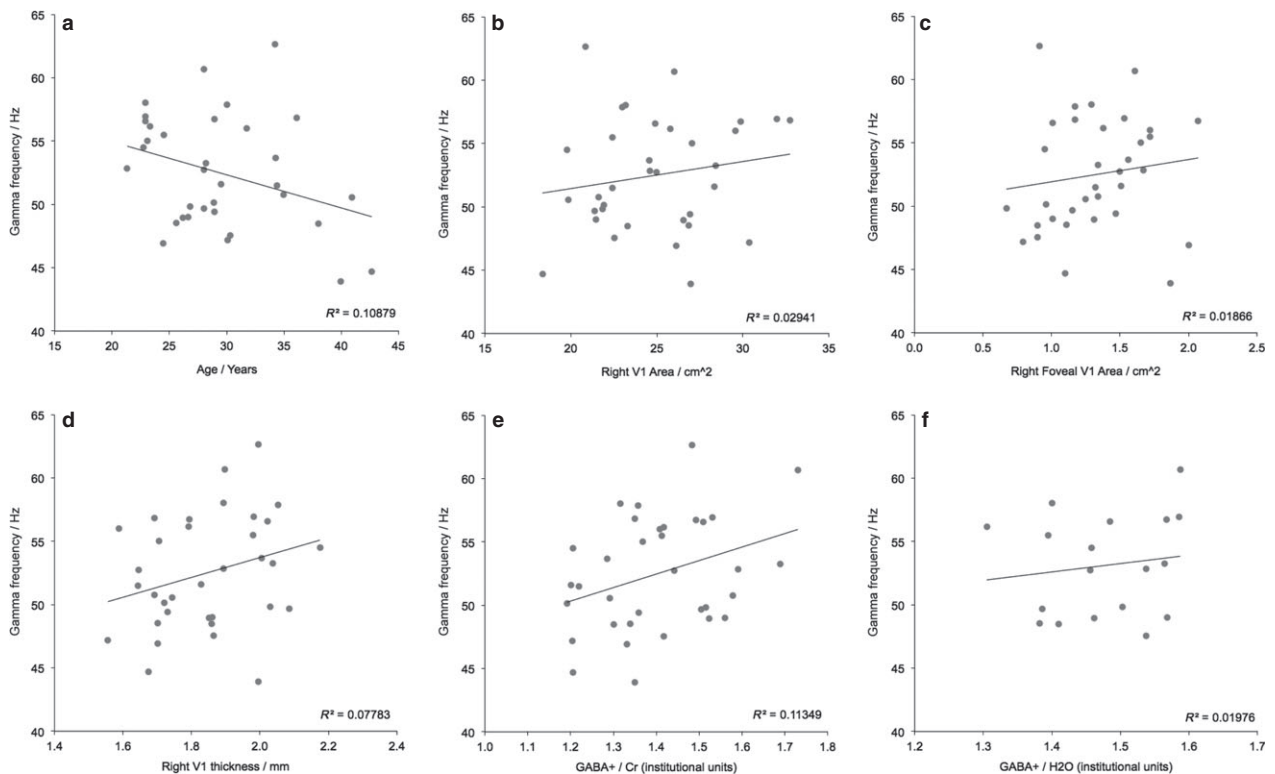 a
65
60
55
50
45
40
Gamma frequency / Hz
15 20 25 30 35 40 45
Age / Years
R² = 0.10879
b
65
60
55
50
45
40
Gamma frequency / Hz
15 20 25 30 35
Right V1 Area / cm^2
R² = 0.02941
c
65
60
55
50
45
40
Gamma frequency / Hz
0.0 0.5 1.0 1.5 2.0 2.5
Right Foveal V1 Area / cm^2
R² = 0.01866
d
65
60
55
50
45
40
Gamma frequency / Hz
1.4 1.6 1.8 2.0 2.2 2.4
Right V1 thickness / mm
R² = 0.07783
e
65
60
55
50
45
40
Gamma frequency / Hz
1.0 1.1 1.2 1.3 1.4 1.5 1.6 1.7 1.8
GABA+ / Cr (institutional units)
R² = 0.11349
f
65
60
55
50
45
40
Gamma frequency / Hz
1.2 1.3 1.4 1.5 1.6 1.7
GABA+ / H2O (institutional units)
R² = 0.01976